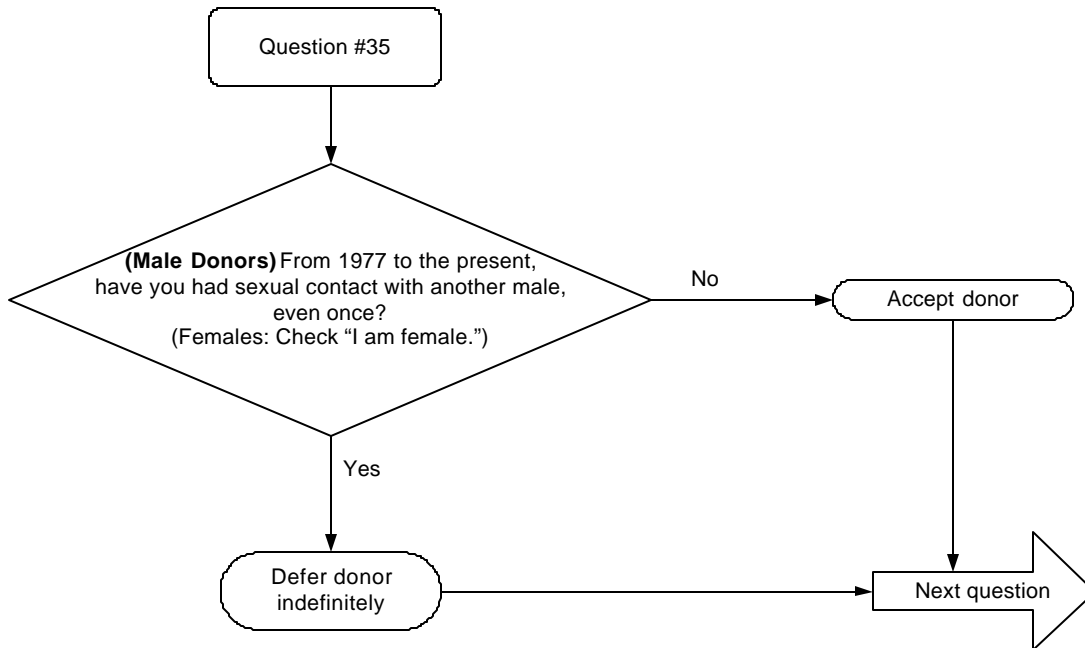 Question #35
(Male Donors) From 1977 to the present,
have you had sexual contact with another male,
even once?
(Females: Check “I am female.”)
No
Accept donor
Yes
Defer donor
indefinitely
Next question